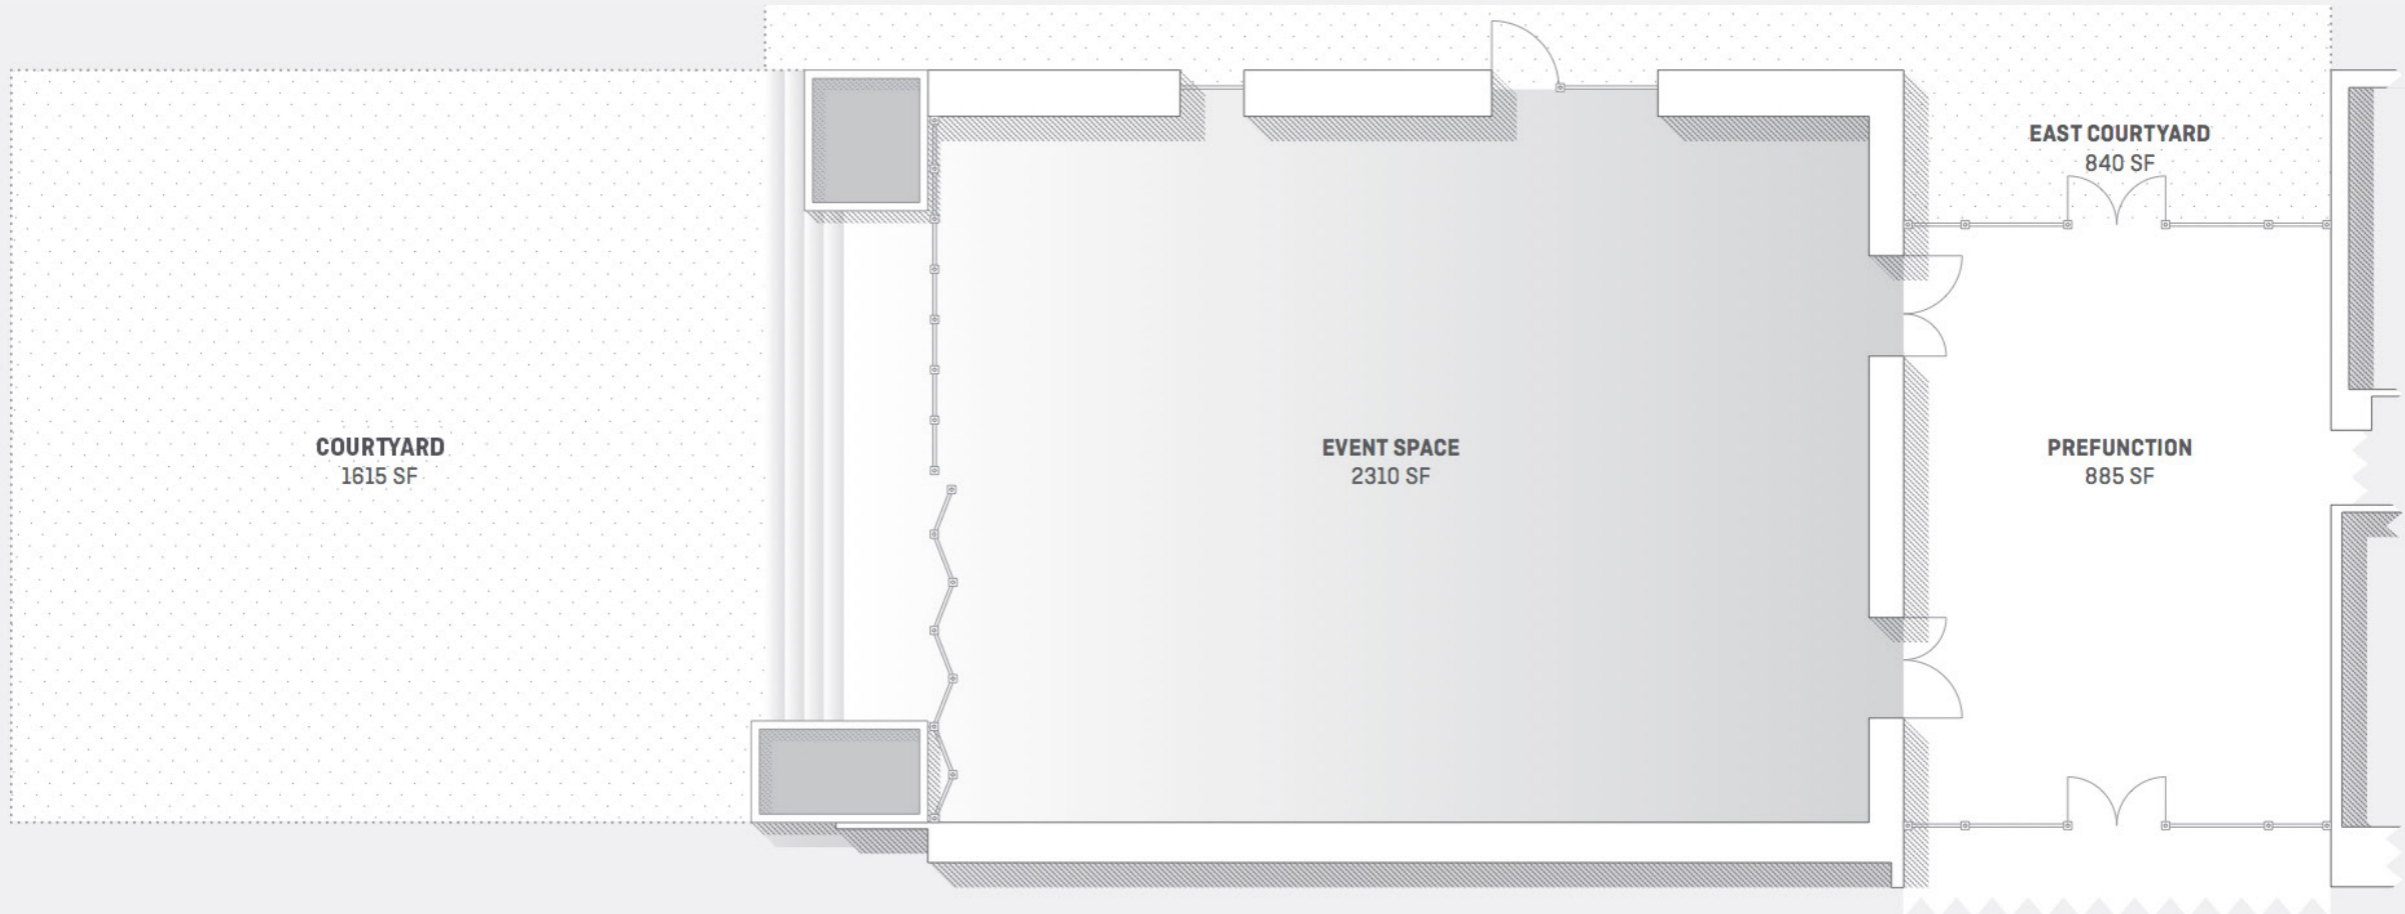 EAST COURTYARD
840 SF
COURTYARD
1615 SF
EVENT SPACE
2310 SF
PREFUNCTION
885 SF